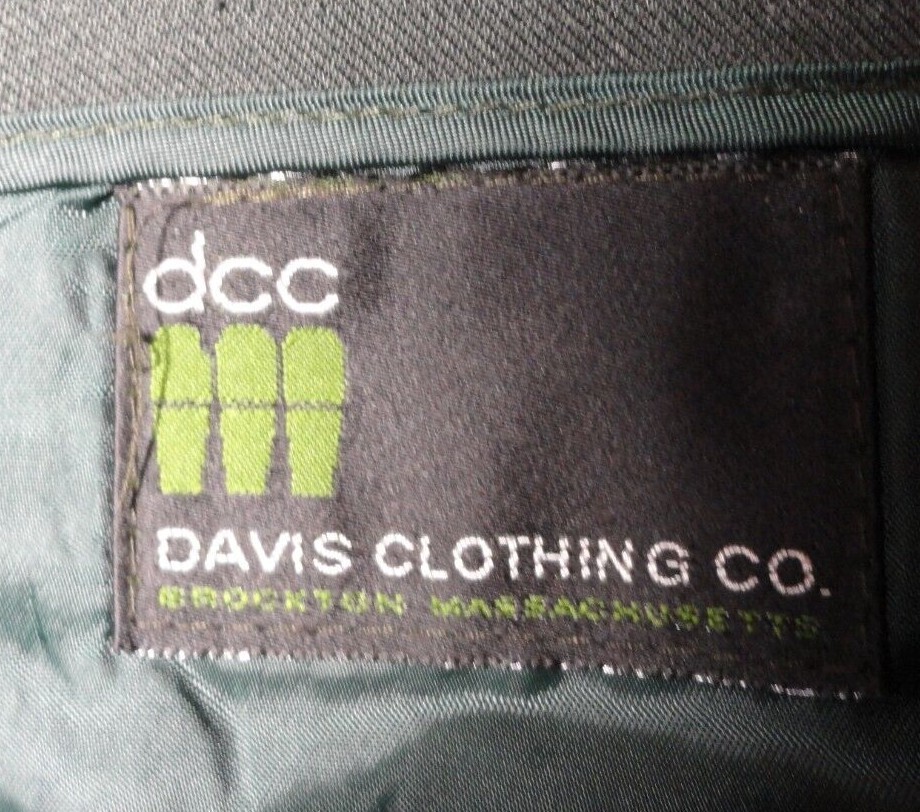 dcc
DAVIS CLOTHING CO.
BROCKTON MASSACHUSETTS